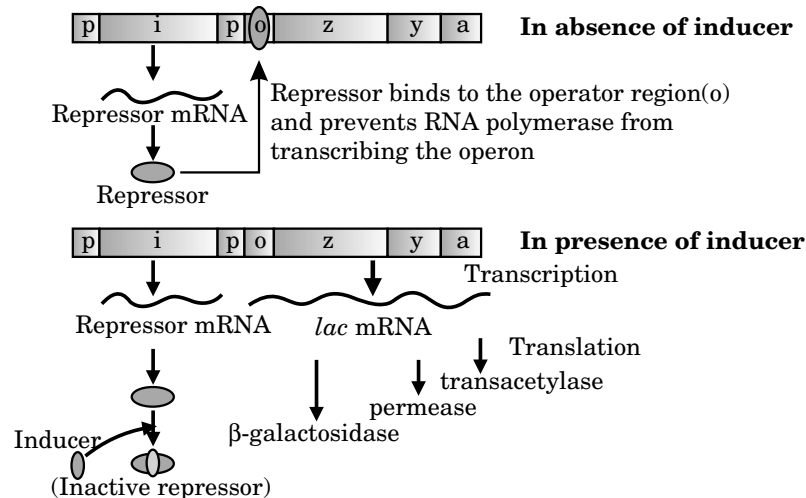 p i p o z y a In absence of inducer
Repressor mRNA
Repressor binds to the operator region(o)
and prevents RNA polymerase from
transcribing the operon
Repressor
p i p o z y a In presence of inducer
Transcription
Repressor mRNA lac mRNA
Translation
transacetylase
permease
β-galactosidase
Inducer
(Inactive repressor)